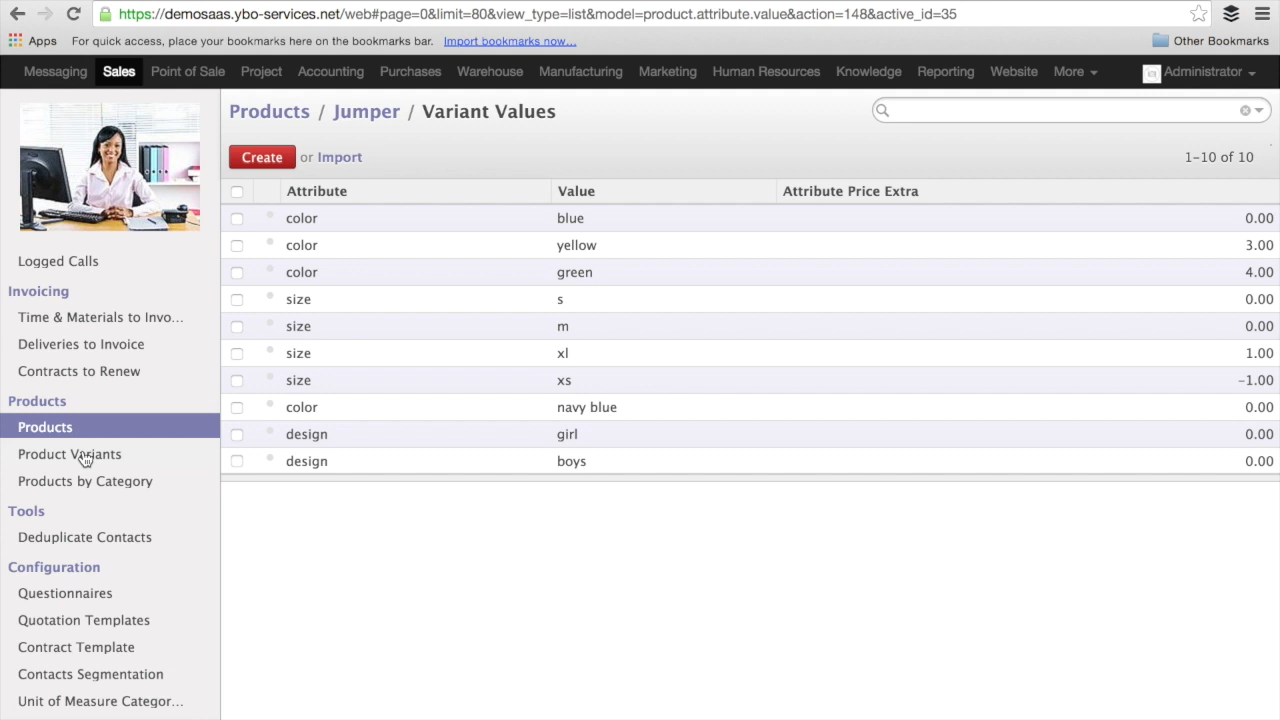 https://demosaas.ybo-services.net/web#page=0&limit=80&view_type=list&model=product.attribute.value&action=148&active_id=35
Apps For quick access, place your bookmarks here on the bookmarks bar. Import bookmarks now... Other Bookmarks
Messaging Sales Point of Sale Project Accounting Purchases Warehouse Manufacturing Marketing Human Resources Knowledge Reporting Website More Administrator
Products / Jumper / Variant Values
Create or Import 1-10 of 10
Attribute Value Attribute Price Extra
color blue 0.00
color yellow 3.00
color green 4.00
size s 0.00
size m 0.00
size xl 1.00
size xs -1.00
color navy blue 0.00
design girl 0.00
design boys 0.00
Logged Calls
Invoicing
Time & Materials to Invo...
Deliveries to Invoice
Contracts to Renew
Products
Products
Product Variants
Products by Category
Tools
Deduplicate Contacts
Configuration
Questionnaires
Quotation Templates
Contract Template
Contacts Segmentation
Unit of Measure Categor...